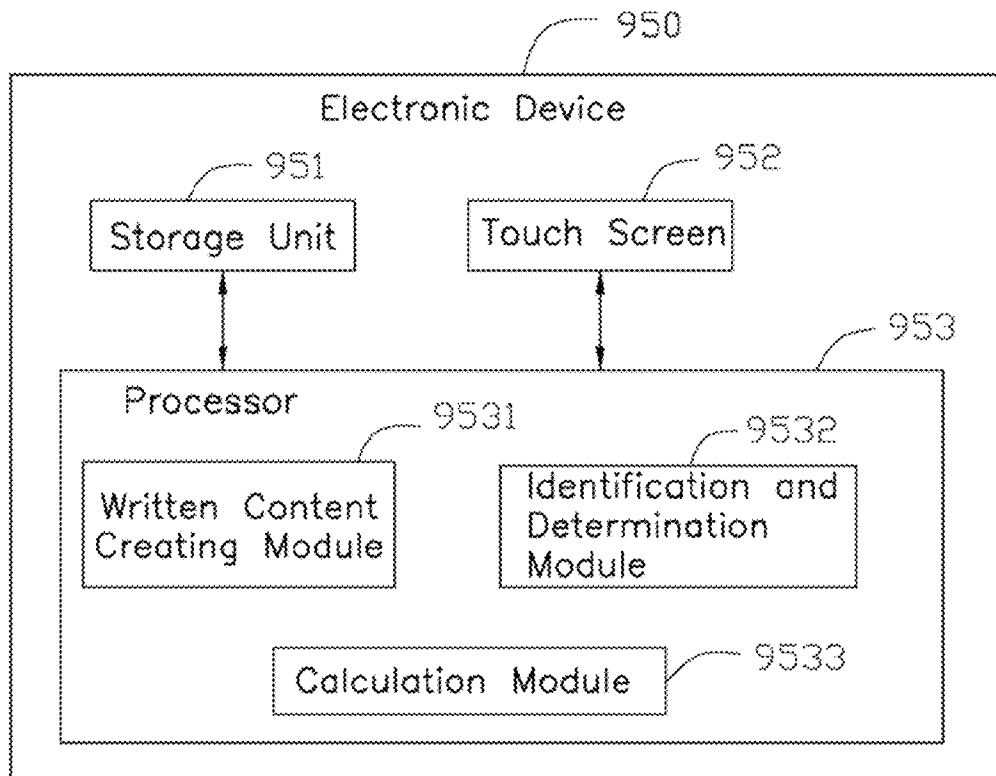 950
Electronic Device
951
952
Storage Unit
Touch Screen
953
Processor
9531
9532
Written Content
Creating Module
Identification and
Determination
Module
9533
Calculation Module